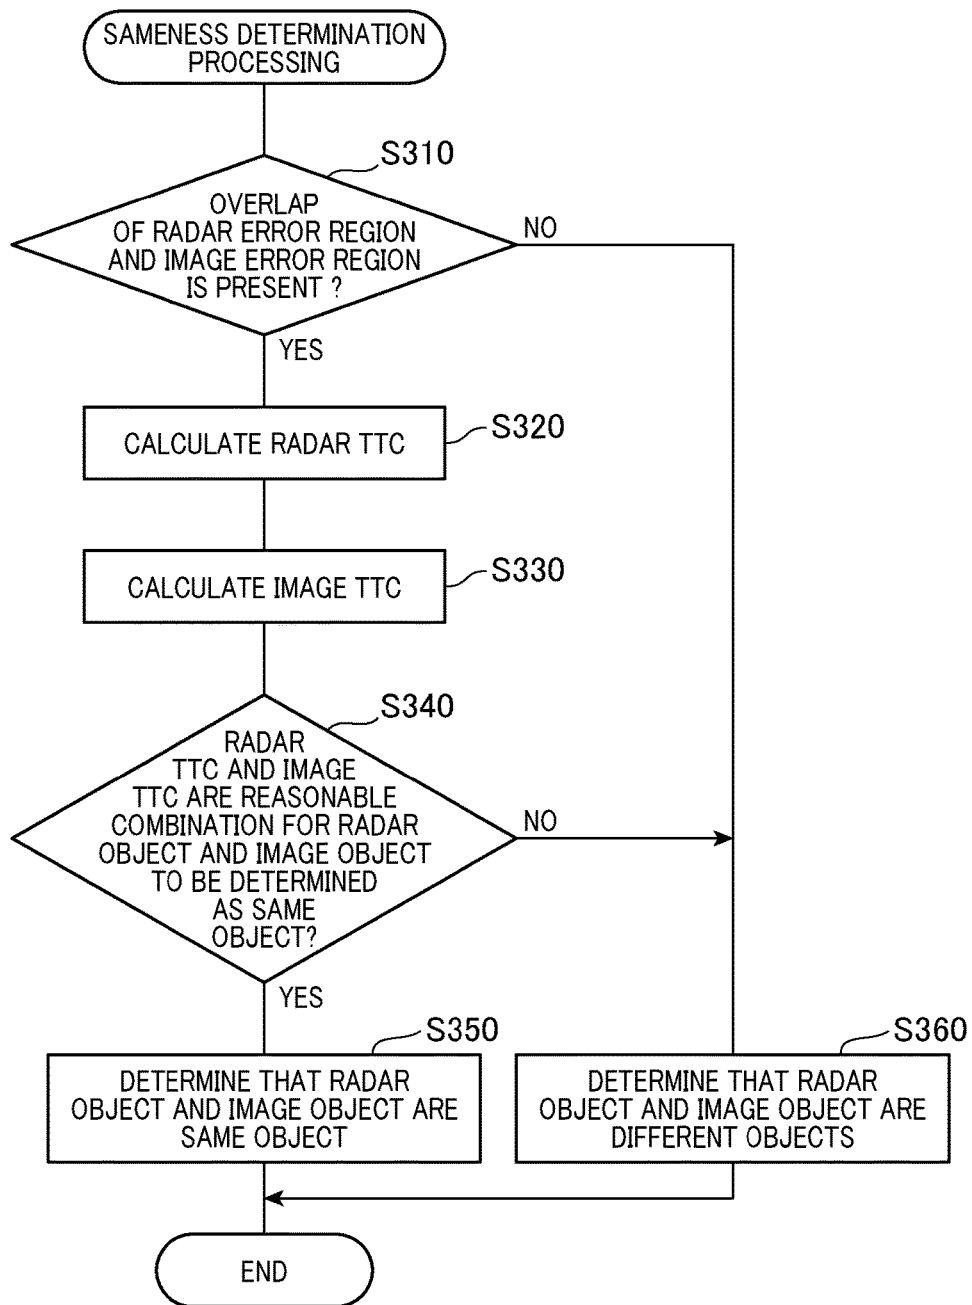 SAMENESS DETERMINATION
PROCESSING
S310
OVERLAP
OF RADAR ERROR REGION
AND IMAGE ERROR REGION
IS PRESENT ?
NO
YES
CALCULATE RADAR TTC
S320
CALCULATE IMAGE TTC
S330
S340
RADAR
TTC AND IMAGE
TTC ARE REASONABLE
COMBINATION FOR RADAR
OBJECT AND IMAGE OBJECT
TO BE DETERMINED
AS SAME
OBJECT?
NO
YES
S350
DETERMINE THAT RADAR
OBJECT AND IMAGE OBJECT ARE
SAME OBJECT
S360
DETERMINE THAT RADAR
OBJECT AND IMAGE OBJECT ARE
DIFFERENT OBJECTS
END